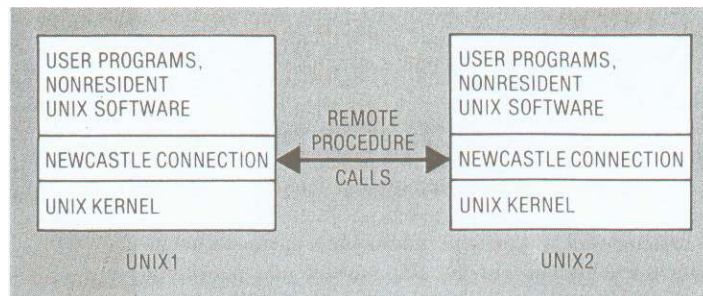 USER PROGRAMS,
NONRESIDENT
UNIX SOFTWARE
NEWCASTLE CONNECTION
UNIX KERNEL
UNIX1
REMOTE
PROCEDURE
CALLS
USER PROGRAMS,
NONRESIDENT
UNIX SOFTWARE
NEWCASTLE CONNECTION
UNIX KERNEL
UNIX2